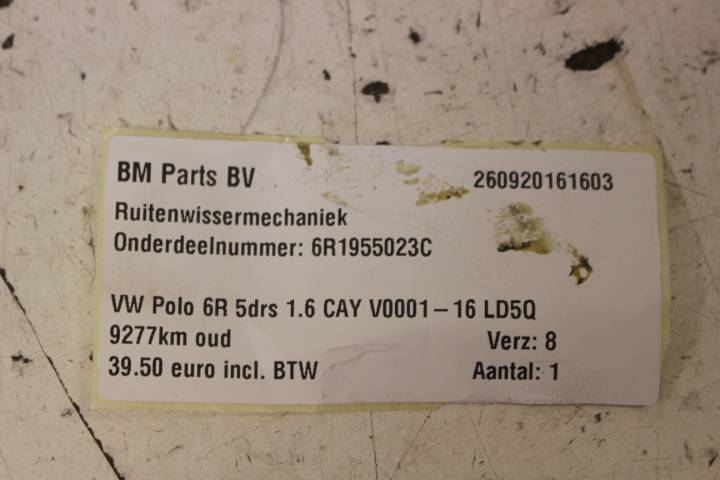 BM Parts BV 260920161603
Ruitenwissermechaniek
Onderdeelnummer: 6R1955023C
VW Polo 6R 5drs 1.6 CAY V0001-16 LD5Q
9277km oud Verz: 8
39.50 euro incl. BTW Aantal: 1